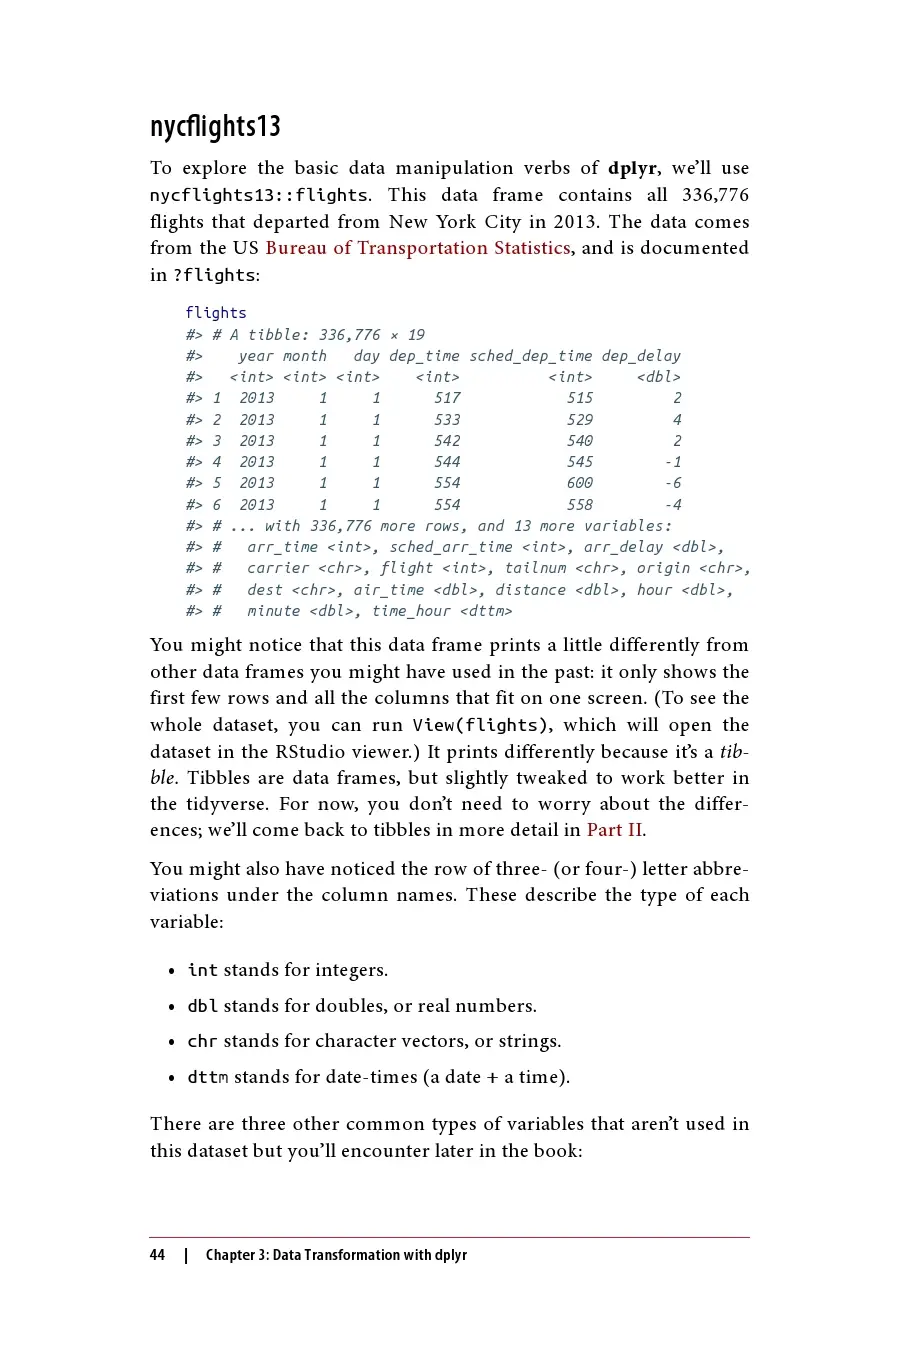 nycflights13
To explore the basic data manipulation verbs of dplyr, we’ll use
nycflights13::flights. This data frame contains all 336,776
flights that departed from New York City in 2013. The data comes
from the US Bureau of Transportation Statistics, and is documented
in ?flights:
flights
#> # A tibble: 336,776 × 19
#>    year month   day dep_time sched_dep_time dep_delay
#>   <int> <int> <int>    <int>          <int>     <dbl>
#> 1  2013     1     1      517            515         2
#> 2  2013     1     1      533            529         4
#> 3  2013     1     1      542            540         2
#> 4  2013     1     1      544            545        -1
#> 5  2013     1     1      554            600        -6
#> 6  2013     1     1      554            558        -4
#> # ... with 336,776 more rows, and 13 more variables:
#> #   arr_time <int>, sched_arr_time <int>, arr_delay <dbl>,
#> #   carrier <chr>, flight <int>, tailnum <chr>, origin <chr>,
#> #   dest <chr>, air_time <dbl>, distance <dbl>, hour <dbl>,
#> #   minute <dbl>, time_hour <dttm>
You might notice that this data frame prints a little differently from
other data frames you might have used in the past: it only shows the
first few rows and all the columns that fit on one screen. (To see the
whole dataset, you can run View(flights), which will open the
dataset in the RStudio viewer.) It prints differently because it’s a tib-
ble. Tibbles are data frames, but slightly tweaked to work better in
the tidyverse. For now, you don’t need to worry about the differ-
ences; we’ll come back to tibbles in more detail in Part II.
You might also have noticed the row of three- (or four-) letter abbre-
viations under the column names. These describe the type of each
variable:
• int stands for integers.
• dbl stands for doubles, or real numbers.
• chr stands for character vectors, or strings.
• dttm stands for date-times (a date + a time).
There are three other common types of variables that aren’t used in
this dataset but you’ll encounter later in the book:
44 | Chapter 3: Data Transformation with dplyr